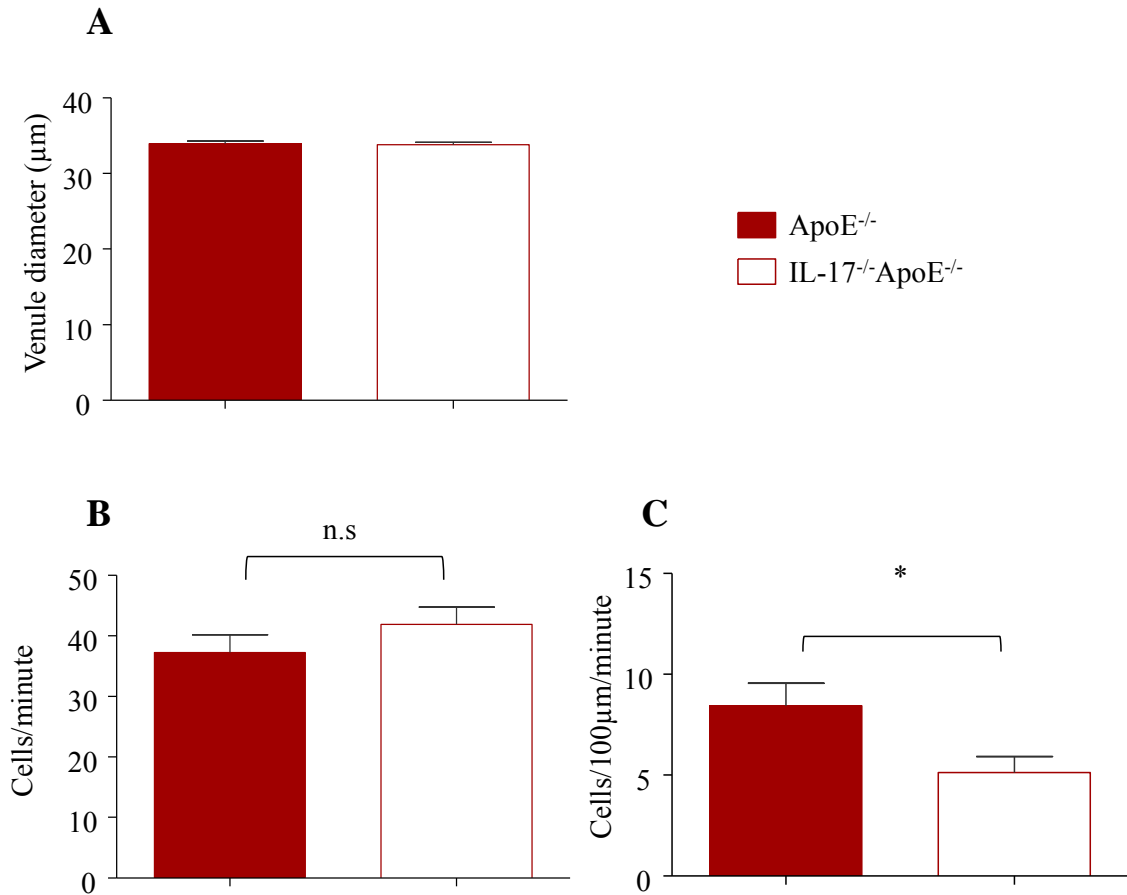 A
Venule diameter (µm)
40
30
20
10
0
ApoE-/-
IL-17-/-ApoE-/-
B
n.s
Cells/minute
50
40
30
20
10
0
C
*
Cells/100µm/minute
15
10
5
0